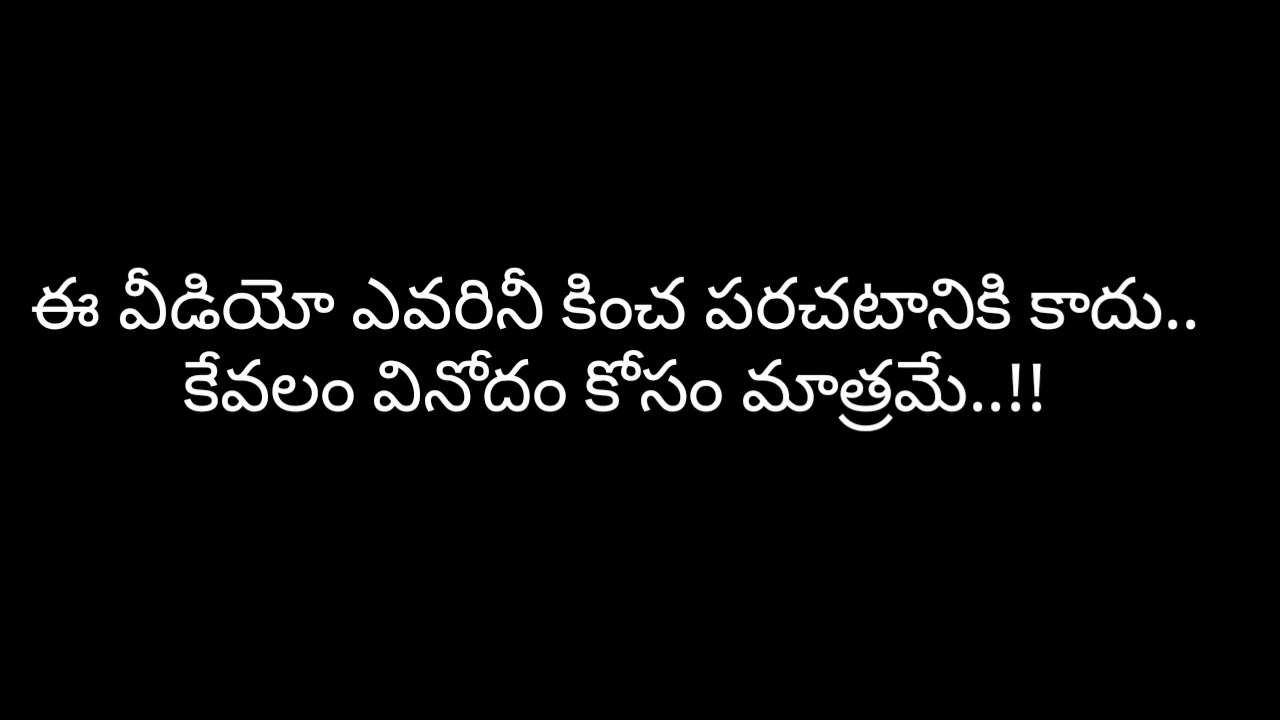 ఈ వీడియో ఎవరినీ కించ పరచటానికి కాదు..
కేవలం వినోదం కోసం మాత్రమే..!!